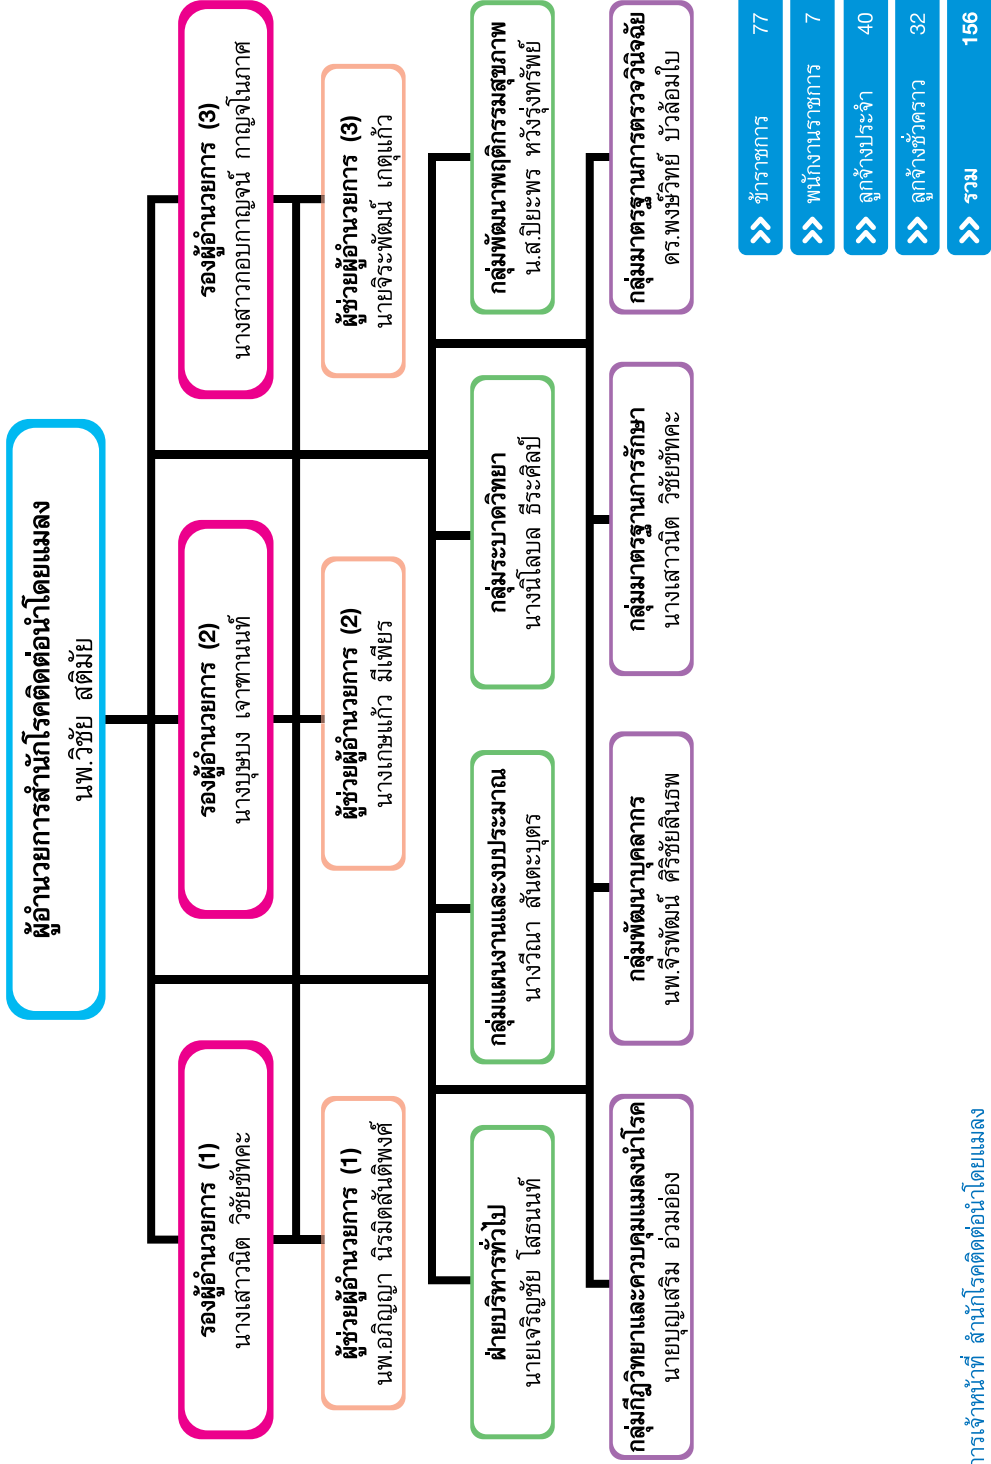 ผู้อำนวยการสำนักโรคติดต่อนำโดยแมลง
นพ.วิชัย สติมัย
รองผู้อำนวยการ (1)
นางเสาวนิต วิชัยขัทคะ
รองผู้อำนวยการ (2)
นางบุษบง เจาฑานนท์
รองผู้อำนวยการ (3)
นางสาวกอบกาญจน์ กาญจโนภาศ
ผู้ช่วยผู้อำนวยการ (1)
นพ.อภิญญา นิรมิตสันติพงศ์
ผู้ช่วยผู้อำนวยการ (2)
นางเกษแก้ว มีเพียร
ผู้ช่วยผู้อำนวยการ (3)
นายจิระพัฒน์ เกตุแก้ว
ฝ่ายบริหารทั่วไป
นายเจริญชัย โสธนนท์
กลุ่มแผนงานและงบประมาณ
นางวีณา สันตะบุตร
กลุ่มระบาดวิทยา
นางนิโลบล ธีระศิลป์
กลุ่มพัฒนาพฤติกรรมสุขภาพ
น.ส.ปิยะพร หวังรุ่งทรัพย์
กลุ่มกีฏวิทยาและควบคุมแมลงนำโรค
นายบุญเสริม อ่วมอ่อง
กลุ่มพัฒนาบุคลากร
นพ.จีรพัฒน์ ศิริชัยสินธพ
กลุ่มมาตรฐานการรักษา
นางเสาวนิต วิชัยขัทคะ
กลุ่มมาตรฐานการตรวจวินิจฉัย
ดร.พงษ์วิทย์ บัวล้อมใบ
ข้าราชการ 77
พนักงานราชการ 7
ลูกจ้างประจำ 40
ลูกจ้างชั่วคราว 32
รวม 156
การเจ้าหน้าที่ สำนักโรคติดต่อนำโดยแมลง